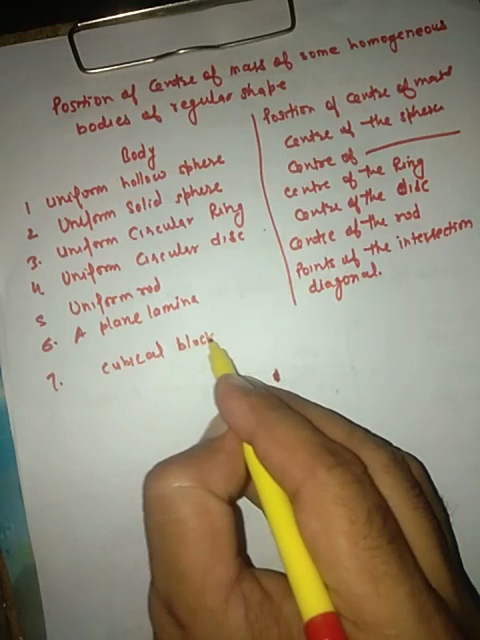 Position of Centre of mass of some homogeneous
bodies of regular shape
Body
Position of centre of mass
1 Uniform hollow sphere
centre of the sphere
2 Uniform solid sphere
centre of
3. Uniform Circular Ring
centre of the Ring
4 Uniform Circular disc
centre of the disc
5 Uniform rod
centre of the rod
6. A plane lamina
Points of the intersection
diagonal.
7. cubical block